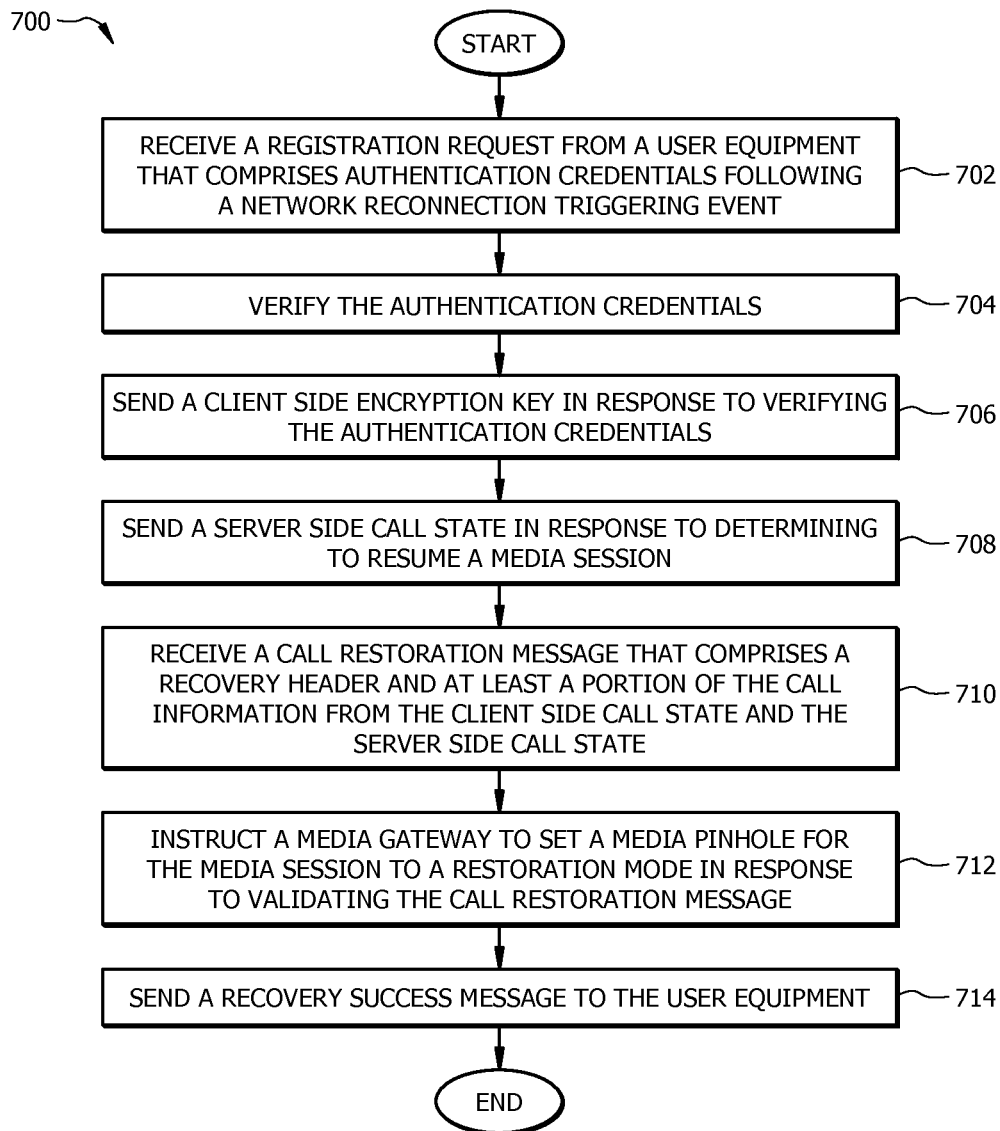 700
START
RECEIVE A REGISTRATION REQUEST FROM A USER EQUIPMENT
THAT COMPRISES AUTHENTICATION CREDENTIALS FOLLOWING
A NETWORK RECONNECTION TRIGGERING EVENT
702
VERIFY THE AUTHENTICATION CREDENTIALS
704
SEND A CLIENT SIDE ENCRYPTION KEY IN RESPONSE TO VERIFYING
THE AUTHENTICATION CREDENTIALS
706
SEND A SERVER SIDE CALL STATE IN RESPONSE TO DETERMINING
TO RESUME A MEDIA SESSION
708
RECEIVE A CALL RESTORATION MESSAGE THAT COMPRISES A
RECOVERY HEADER AND AT LEAST A PORTION OF THE CALL
INFORMATION FROM THE CLIENT SIDE CALL STATE AND THE
SERVER SIDE CALL STATE
710
INSTRUCT A MEDIA GATEWAY TO SET A MEDIA PINHOLE FOR
THE MEDIA SESSION TO A RESTORATION MODE IN RESPONSE
TO VALIDATING THE CALL RESTORATION MESSAGE
712
SEND A RECOVERY SUCCESS MESSAGE TO THE USER EQUIPMENT
714
END